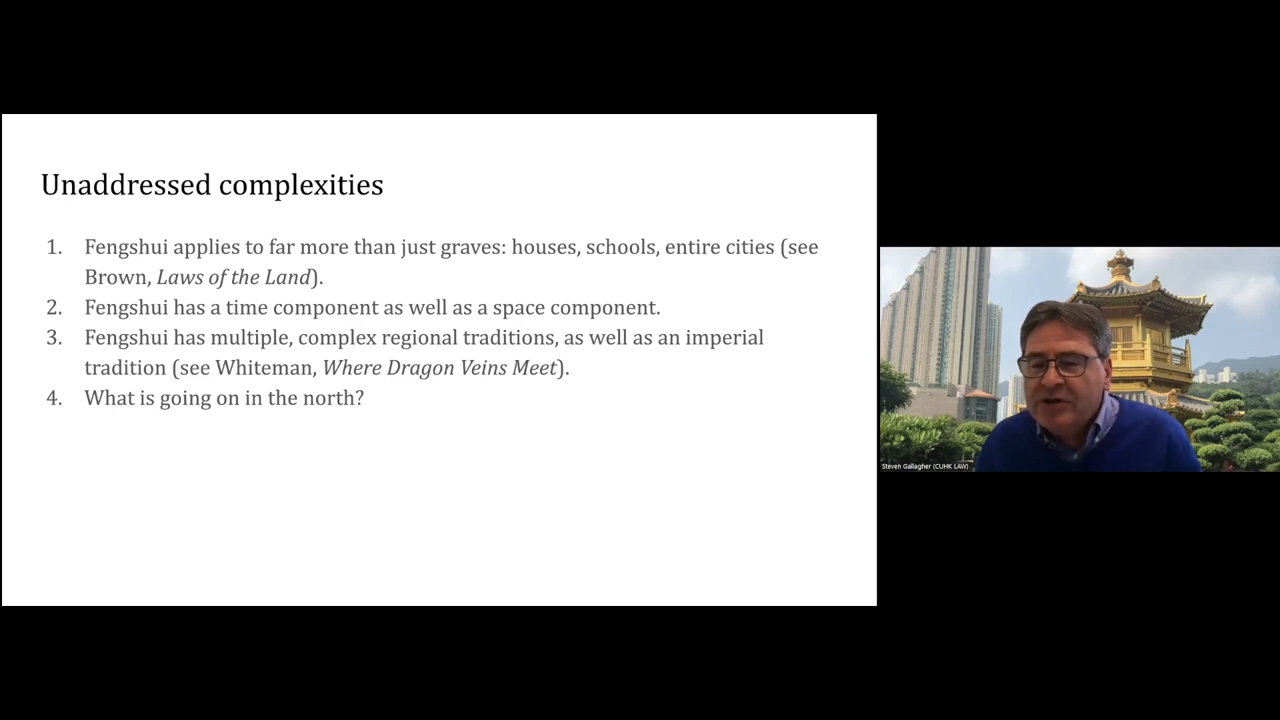 Unaddressed complexities
1. Fengshui applies to far more than just graves: houses, schools, entire cities (see
Brown, Laws of the Land).
2. Fengshui has a time component as well as a space component.
3. Fengshui has multiple, complex regional traditions, as well as an imperial
tradition (see Whiteman, Where Dragon Veins Meet).
4. What is going on in the north?
Steven Gallagher (CUHK LAW)